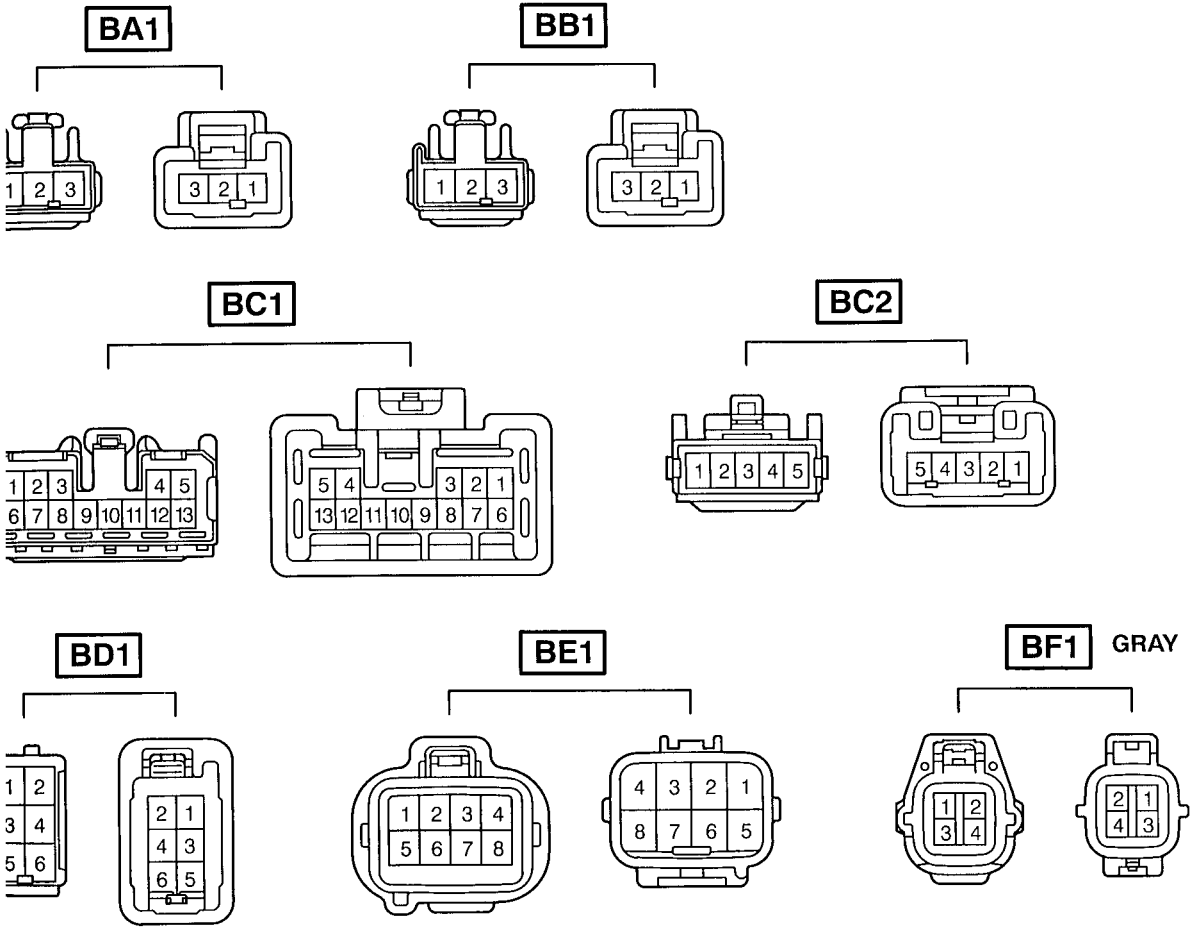 BA1
BB1
1 2 3
3 2 1
1 2 3
3 2 1
BC1
BC2
1 2 3 4 5
6 7 8 9 10 11 12 13
5 4 3 2 1
13 12 11 10 9 8 7 6
1 2 3 4 5
5 4 3 2 1
BD1
BE1
BF1 GRAY
1 2
3 4
5 6
2 1
4 3
6 5
1 2 3 4
5 6 7 8
4 3 2 1
8 7 6 5
1 2
3 4
2 1
4 3